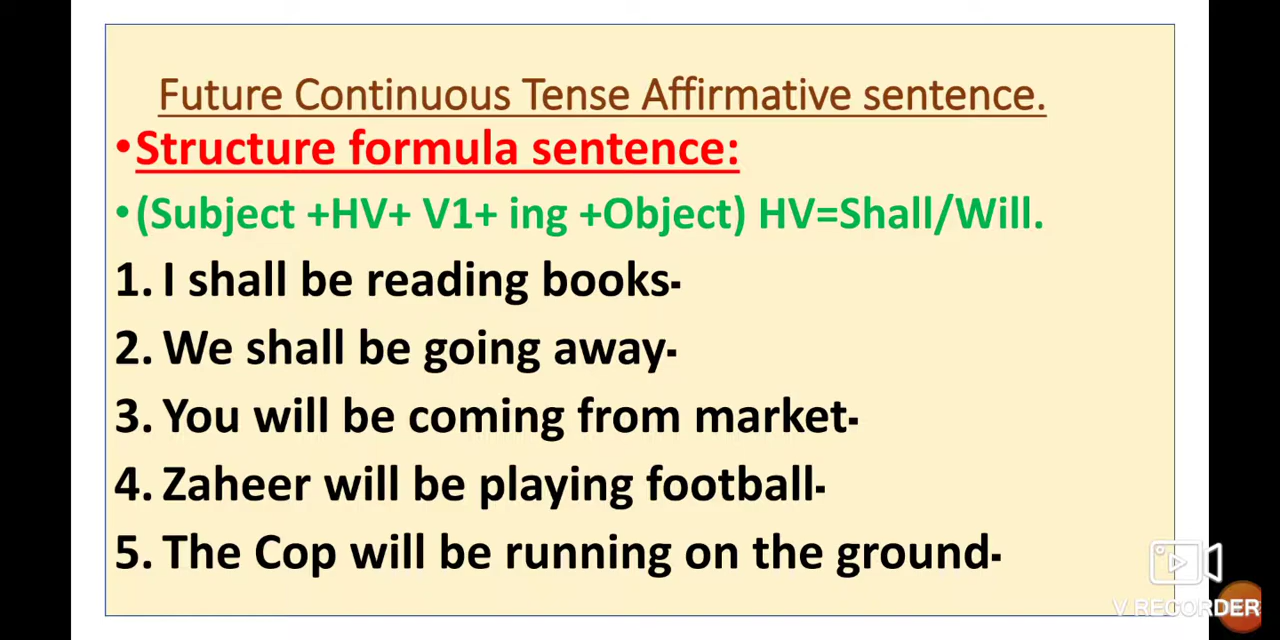 Future Continuous Tense Affirmative sentence.
•Structure formula sentence:
•(Subject +HV+ V1+ ing +Object) HV=Shall/Will.
1. I shall be reading books-
2. We shall be going away-
3. You will be coming from market-
4. Zaheer will be playing football-
5. The Cop will be running on the ground-
V RECORDER